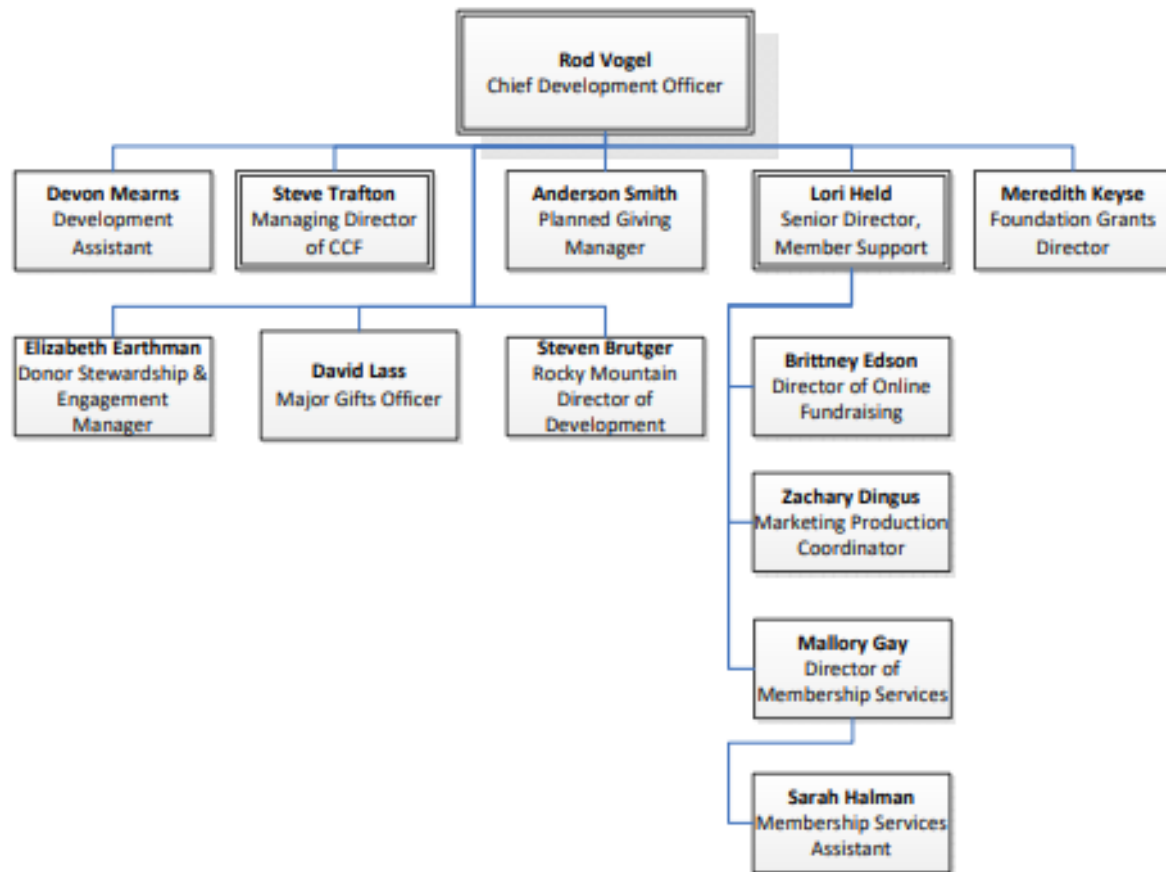 Rod Vogel
Chief Development Officer
Devon Mearns
Development
Assistant
Steve Trafton
Managing Director
of CCF
Anderson Smith
Planned Giving
Manager
Lori Held
Senior Director,
Member Support
Meredith Keyse
Foundation Grants
Director
Elizabeth Earthman
Donor Stewardship &
Engagement
Manager
David Lass
Major Gifts Officer
Steven Brutger
Rocky Mountain
Director of
Development
Brittney Edson
Director of Online
Fundraising
Zachary Dingus
Marketing Production
Coordinator
Mallory Gay
Director of
Membership Services
Sarah Halman
Membership Services
Assistant